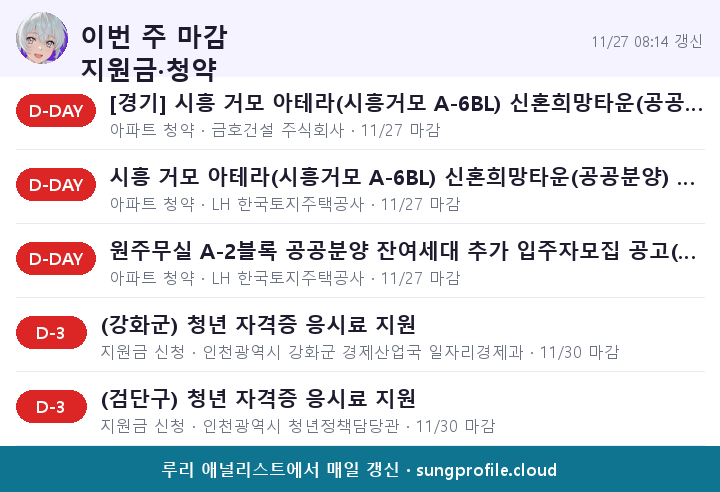 이번 주 마감
지원금·청약
11/27 08:14 갱신
D-DAY
[경기] 시흥 거모 아테라(시흥거모 A-6BL) 신혼희망타운(공공...
아파트 청약 · 금호건설 주식회사 · 11/27 마감
D-DAY
시흥 거모 아테라(시흥거모 A-6BL) 신혼희망타운(공공분양) ...
아파트 청약 · LH 한국토지주택공사 · 11/27 마감
D-DAY
원주무실 A-2블록 공공분양 잔여세대 추가 입주자모집 공고(...
아파트 청약 · LH 한국토지주택공사 · 11/27 마감
D-3
(강화군) 청년 자격증 응시료 지원
지원금 신청 · 인천광역시 강화군 경제산업국 일자리경제과 · 11/30 마감
D-3
(검단구) 청년 자격증 응시료 지원
지원금 신청 · 인천광역시 청년정책담당관 · 11/30 마감
루리 애널리스트에서 매일 갱신 · sungprofile.cloud